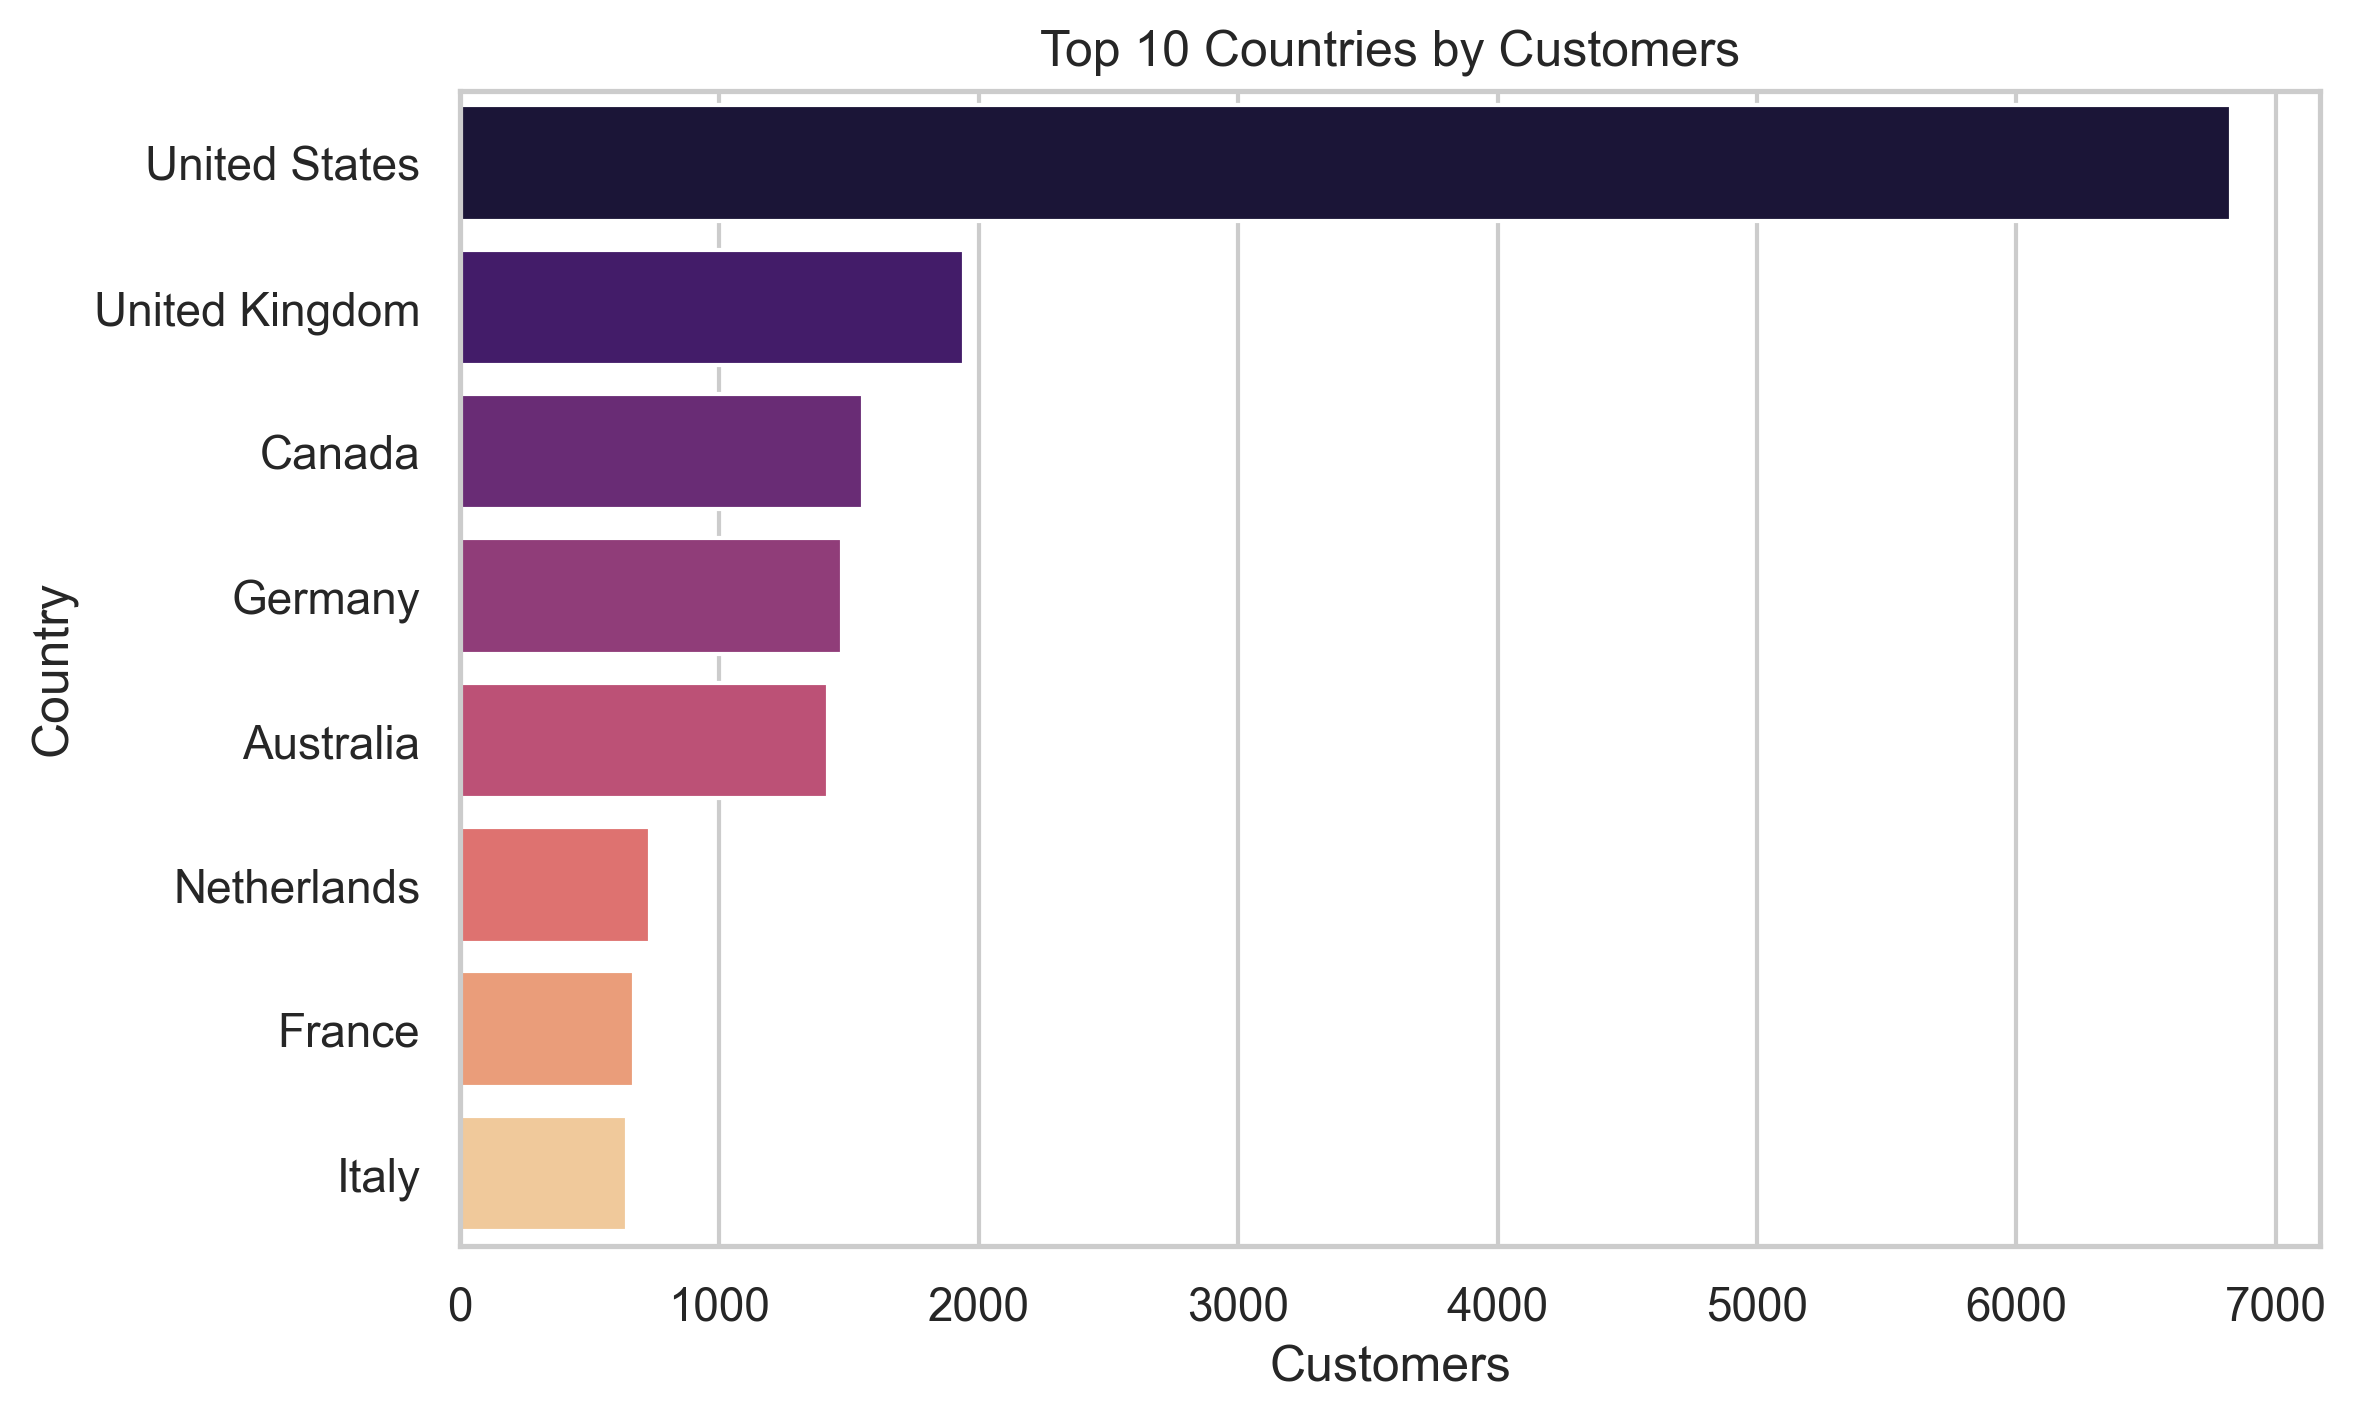 Top 10 Countries by Customers
United States
United Kingdom
Canada
Germany
Australia
Netherlands
France
Italy
Country
0 1000 2000 3000 4000 5000 6000 7000
Customers